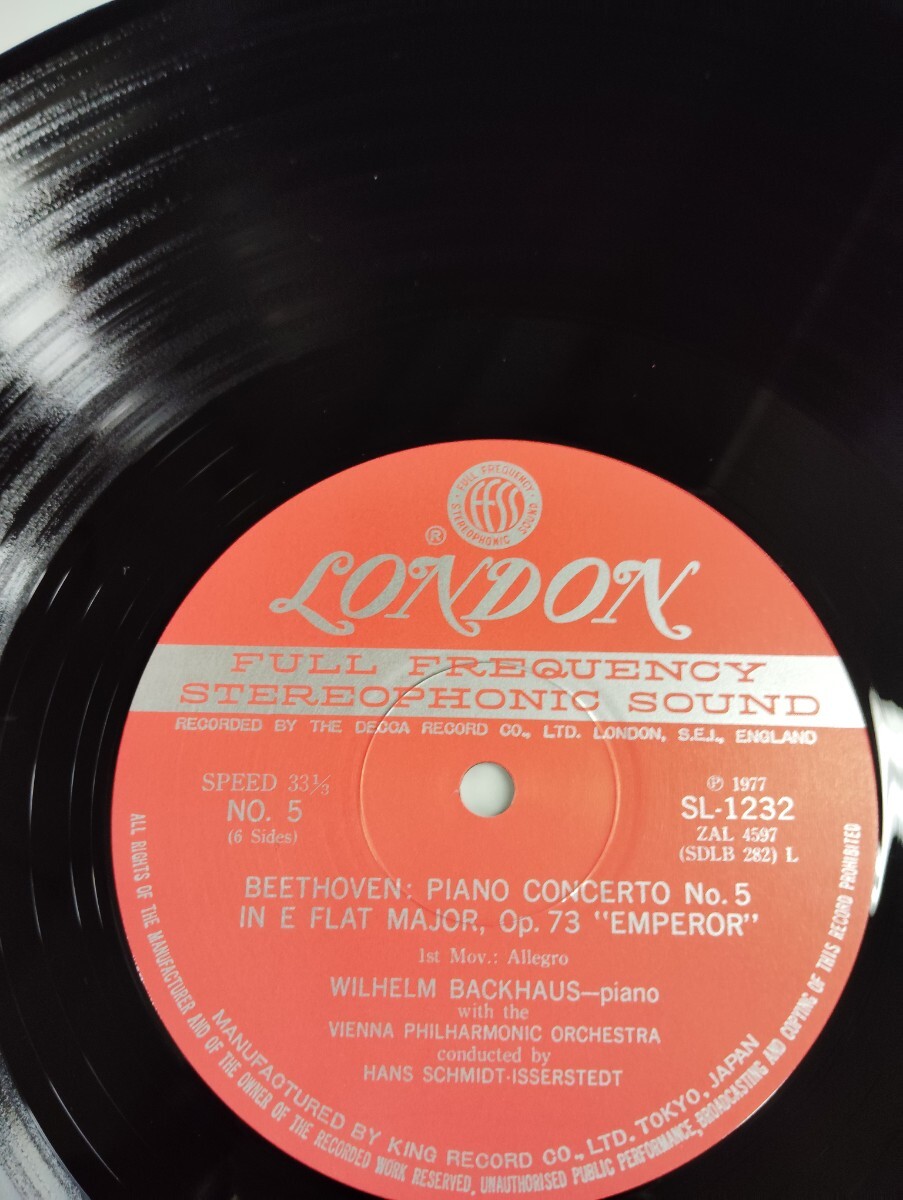 FULL FREQUENCY
FFSS
STEREOPHONIC SOUND
®
LONDON
FULL FREQUENCY
STEREOPHONIC SOUND
RECORDED BY THE DECCA RECORD CO., LTD. LONDON, S.E.I., ENGLAND
SPEED 33⅓
NO. 5
(6 Sides)
℗ 1977
SL-1232
ZAL 4597
(SDLB 282) L
BEETHOVEN: PIANO CONCERTO No. 5
IN E FLAT MAJOR, Op. 73 "EMPEROR"
1st Mov.: Allegro
WILHELM BACKHAUS—piano
with the
VIENNA PHILHARMONIC ORCHESTRA
conducted by
HANS SCHMIDT-ISSERSTEDT
MANUFACTURED BY KING RECORD CO., LTD. TOKYO, JAPAN
ALL RIGHTS OF THE MANUFACTURER AND OF THE OWNER OF THE RECORDED WORK RESERVED, UNAUTHORISED PUBLIC PERFORMANCE, BROADCASTING AND COPYING OF THIS RECORD PROHIBITED